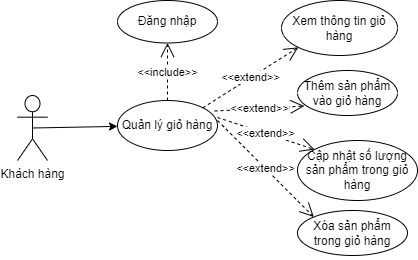 Đăng nhập
Xem thông tin giỏ
hàng
<<include>>
<<extend>>
Thêm sản phẩm
vào giỏ hàng
<<extend>>
Quản lý giỏ hàng
<<extend>>
Cập nhật số lượng
sản phẩm trong giỏ
hàng
Khách hàng
<<extend>>
Xóa sản phẩm
trong giỏ hàng